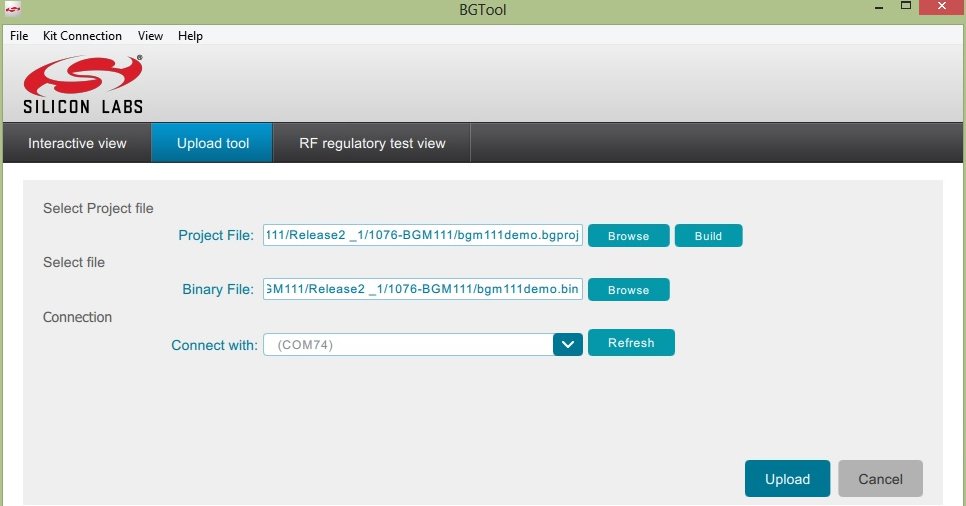 BGTool
File Kit Connection View Help
SILICON LABS®
Interactive view Upload tool RF regulatory test view
Select Project file
Project File: 111/Release2 _1/1076-BGM111/bgm111demo.bgproj Browse Build
Select file
Binary File: GM111/Release2 _1/1076-BGM111/bgm111demo.bin Browse
Connection
Connect with: (COM74) Refresh
Upload Cancel